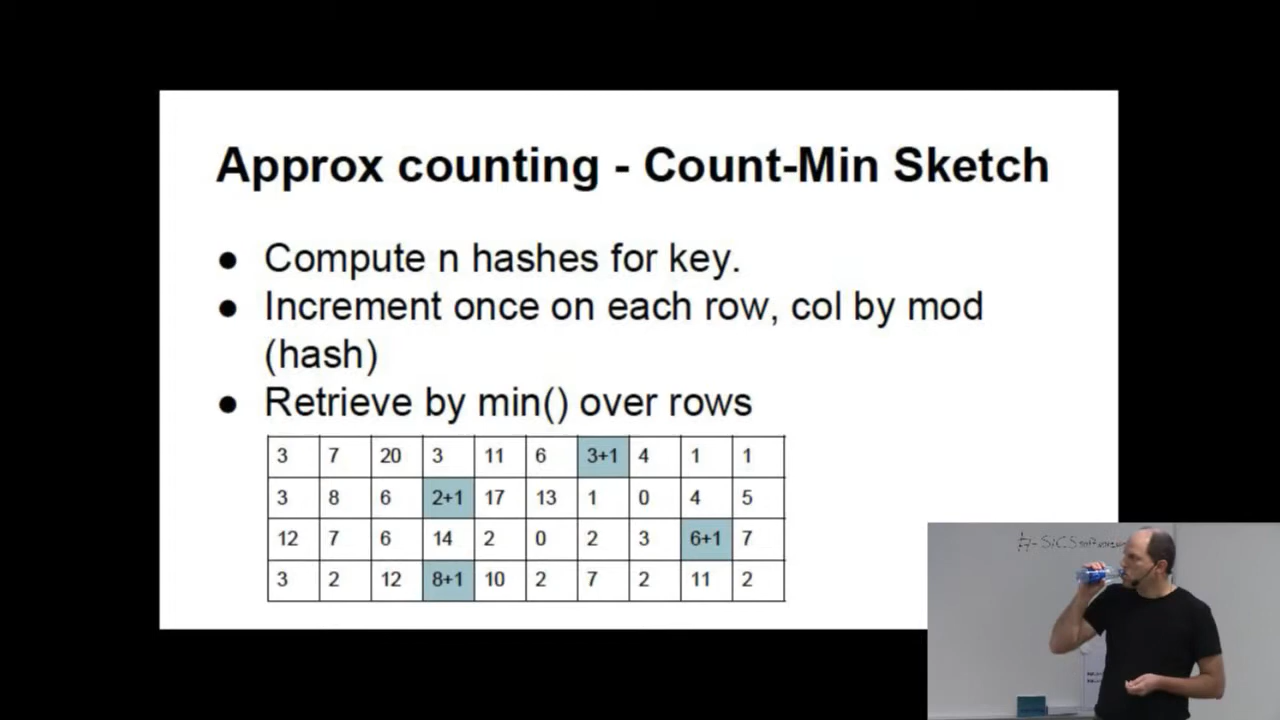 Approx counting - Count-Min Sketch
● Compute n hashes for key.
● Increment once on each row, col by mod
(hash)
● Retrieve by min() over rows
3 7 20 3 11 6 3+1 4 1 1
3 8 6 2+1 17 13 1 0 4 5
12 7 6 14 2 0 2 3 6+1 7
3 2 12 8+1 10 2 7 2 11 2